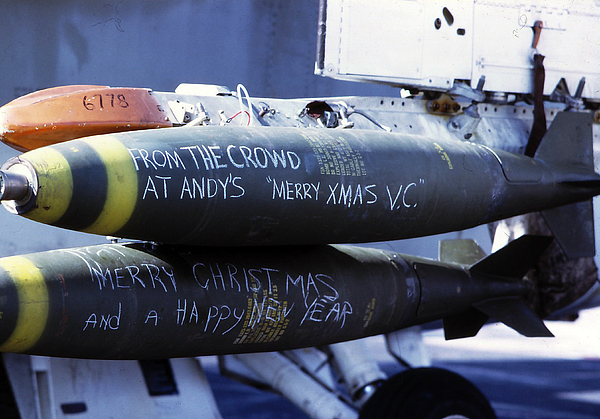 6778
FROM THE CROWD
AT ANDY'S "MERRY XMAS V.C."
MERRY CHRISTMAS
AND A HAPPY NEW YEAR